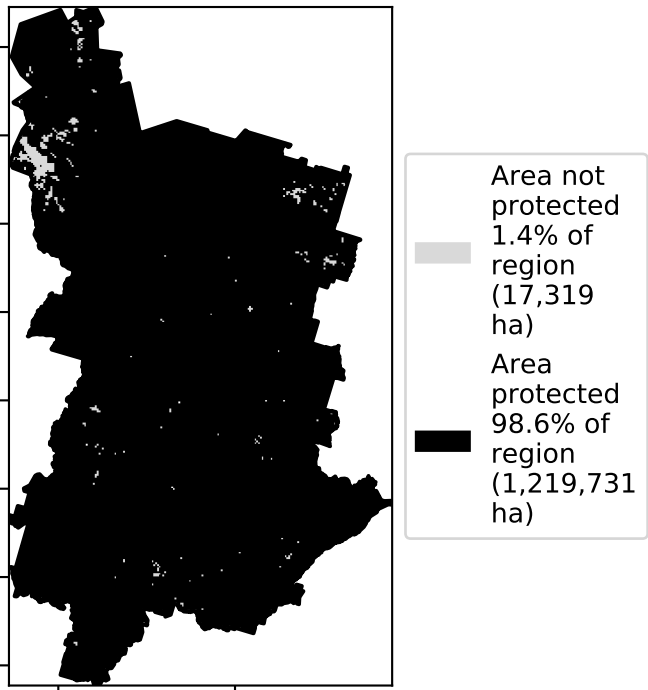 Area not
protected
1.4% of
region
(17,319
ha)
Area
protected
98.6% of
region
(1,219,731
ha)